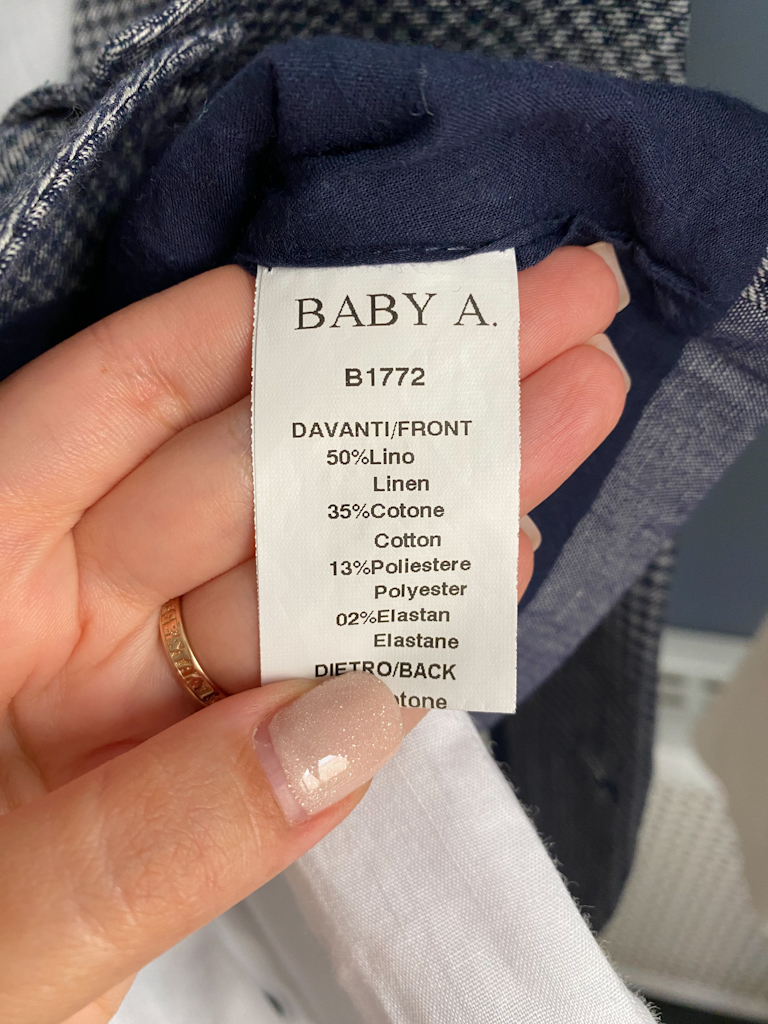 BABY A.
B1772
DAVANTI/FRONT
50%Lino
Linen
35%Cotone
Cotton
13%Poliestere
Polyester
02%Elastan
Elastane
DIETRO/BACK